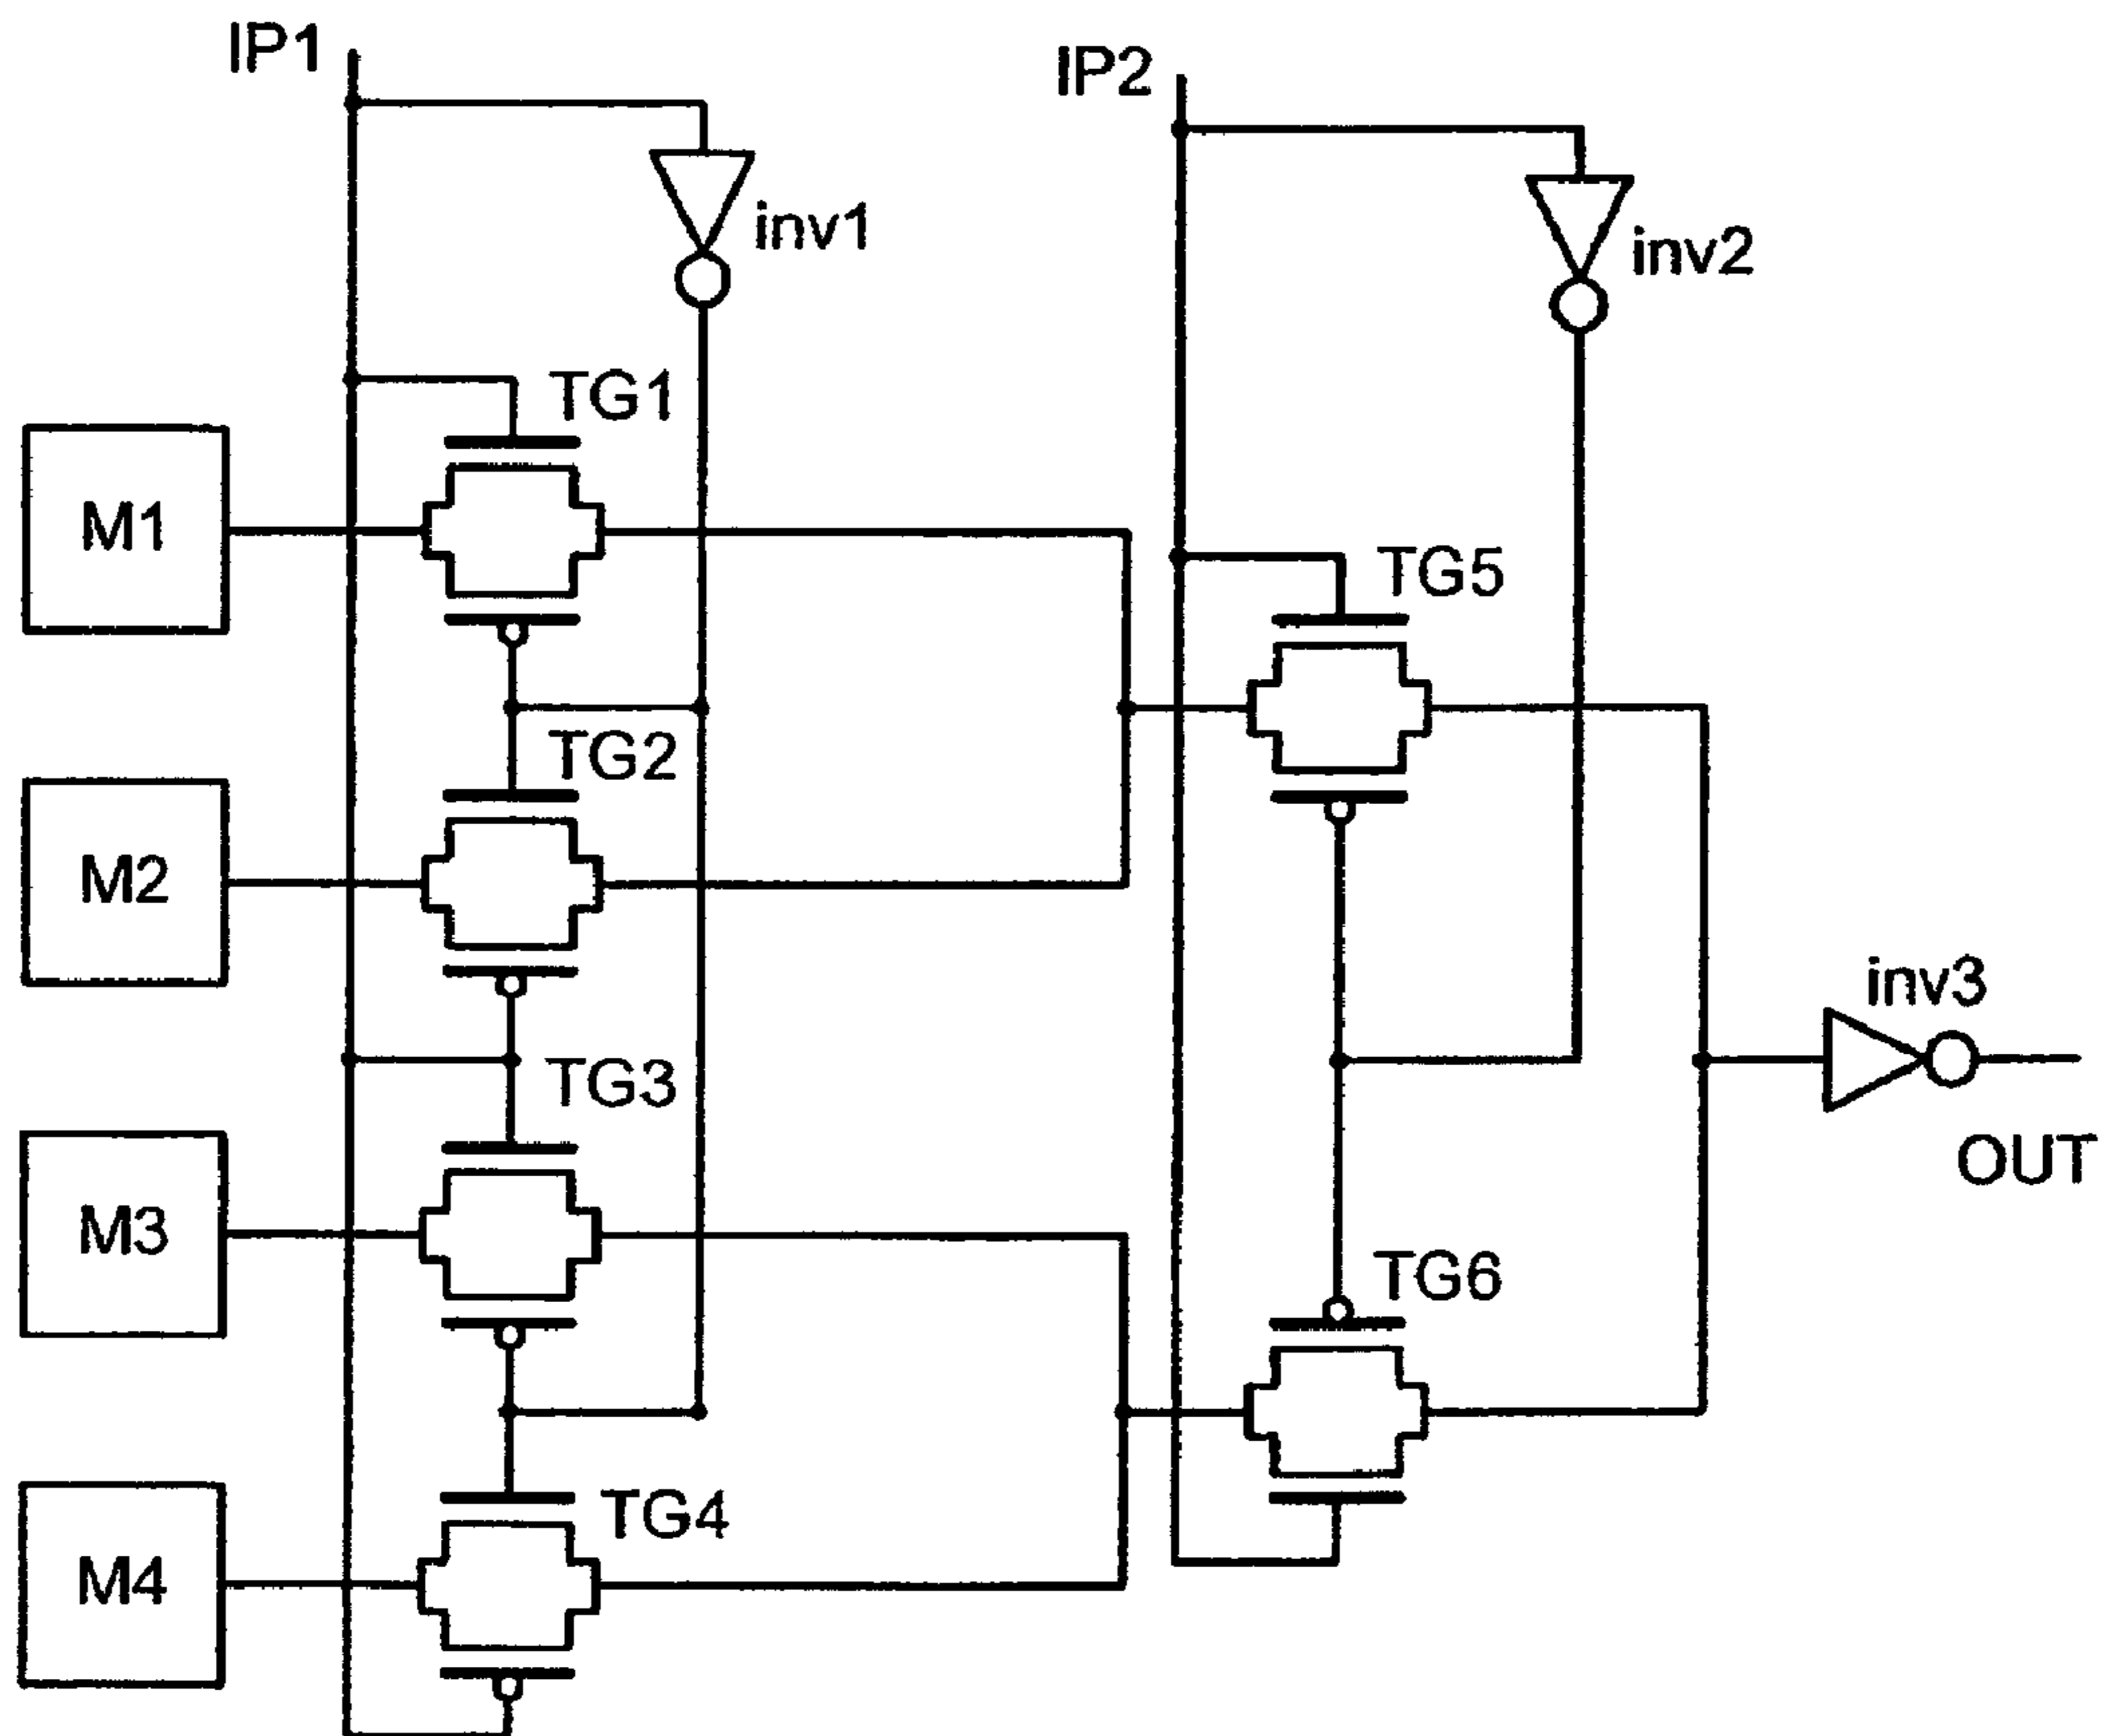 IP1
IP2
inv1
inv2
TG1
M1
TG5
TG2
M2
inv3
TG3
OUT
M3
TG6
TG4
M4